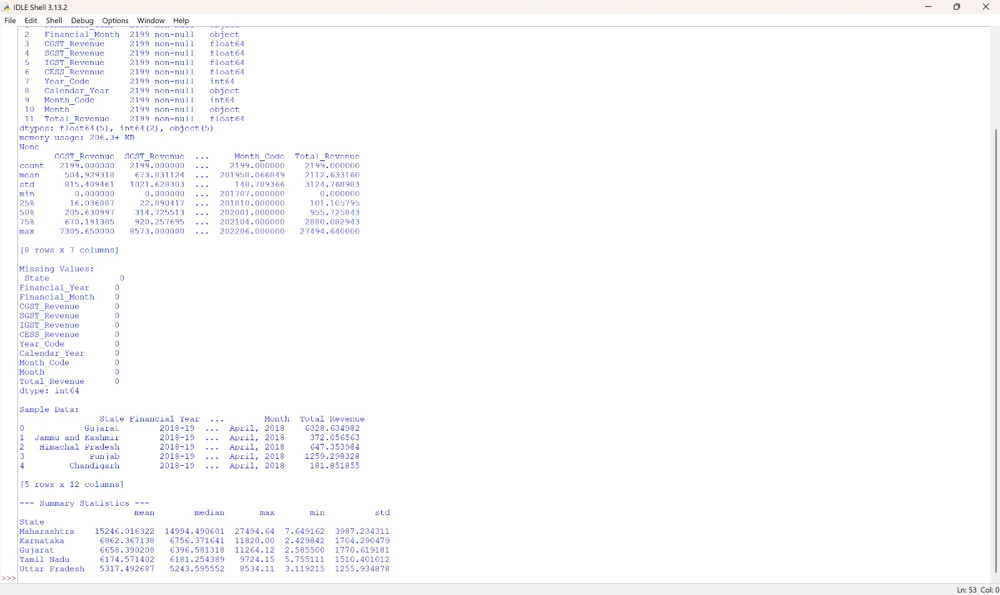 IDLE Shell 3.13.2
File Edit Shell Debug Options Window Help
2 Financial_Month 2199 non-null object
3 CGST_Revenue 2199 non-null float64
4 SGST_Revenue 2199 non-null float64
5 IGST_Revenue 2199 non-null float64
6 CESS_Revenue 2199 non-null float64
7 Year_Code 2199 non-null int64
8 Calendar_Year 2199 non-null object
9 Month_Code 2199 non-null int64
10 Month 2199 non-null object
11 Total_Revenue 2199 non-null float64
dtypes: float64(5), int64(2), object(5)
memory usage: 206.3+ KB
None
CGST_Revenue SGST_Revenue ... Month_Code Total_Revenue
count 2199.000000 2199.000000 ... 2199.000000 2199.000000
mean 504.929318 673.831124 ... 201958.066849 2112.633160
std 815.409461 1021.628303 ... 148.789366 3124.768983
min 0.000000 0.000000 ... 201707.000000 0.000000
25% 16.036887 22.890417 ... 201810.000000 101.105795
50% 205.630997 314.725513 ... 202001.000000 955.725843
75% 670.191385 920.257695 ... 202104.000000 2880.082943
max 7305.650000 8573.000000 ... 202206.000000 27494.640000
[8 rows x 7 columns]
Missing Values:
State 0
Financial_Year 0
Financial_Month 0
CGST_Revenue 0
SGST_Revenue 0
IGST_Revenue 0
CESS_Revenue 0
Year_Code 0
Calendar_Year 0
Month_Code 0
Month 0
Total_Revenue 0
dtype: int64
Sample Data:
State Financial_Year ... Month Total_Revenue
0 Gujarat 2018-19 ... April, 2018 6328.634982
1 Jammu and Kashmir 2018-19 ... April, 2018 372.056563
2 Himachal Pradesh 2018-19 ... April, 2018 647.353984
3 Punjab 2018-19 ... April, 2018 1259.298328
4 Chandigarh 2018-19 ... April, 2018 181.851855
[5 rows x 12 columns]
--- Summary Statistics ---
mean median max min std
State
Maharashtra 15246.016322 14994.490601 27494.64 7.649162 3987.234311
Karnataka 6862.367138 6756.371641 11820.00 2.429842 1704.290479
Gujarat 6658.390208 6396.581318 11264.12 2.585500 1770.619181
Tamil Nadu 6174.571402 6181.254389 9724.15 5.755111 1510.401012
Uttar Pradesh 5317.492687 5243.595552 8534.11 3.119215 1255.934878
>>>
Ln: 53 Col: 0